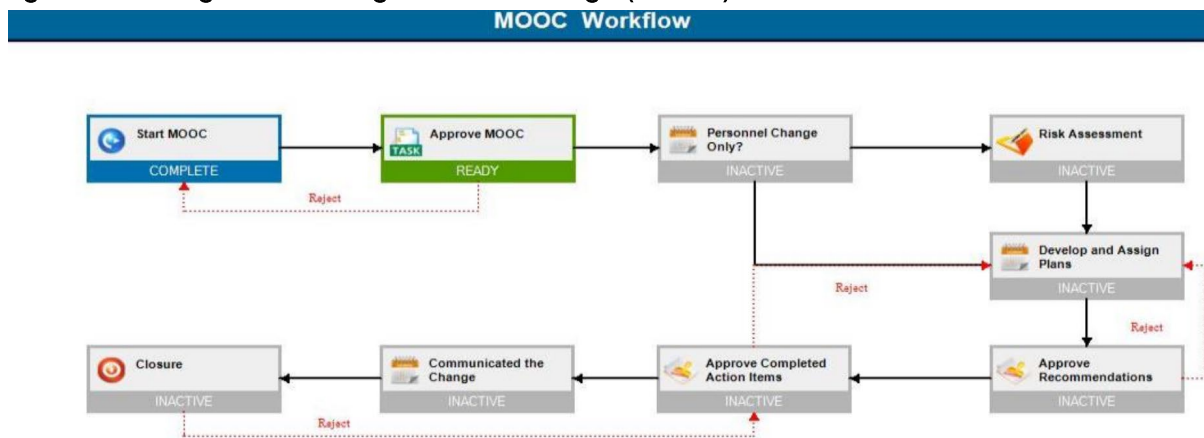 MOOC Workflow
Start MOOC
COMPLETE
TASK
Approve MOOC
READY
Personnel Change
Only?
INACTIVE
Risk Assessment
INACTIVE
Reject
Develop and Assign
Plans
INACTIVE
Reject
Reject
Closure
INACTIVE
Communicated the
Change
INACTIVE
Approve Completed
Action Items
INACTIVE
Approve
Recommendations
INACTIVE
Reject